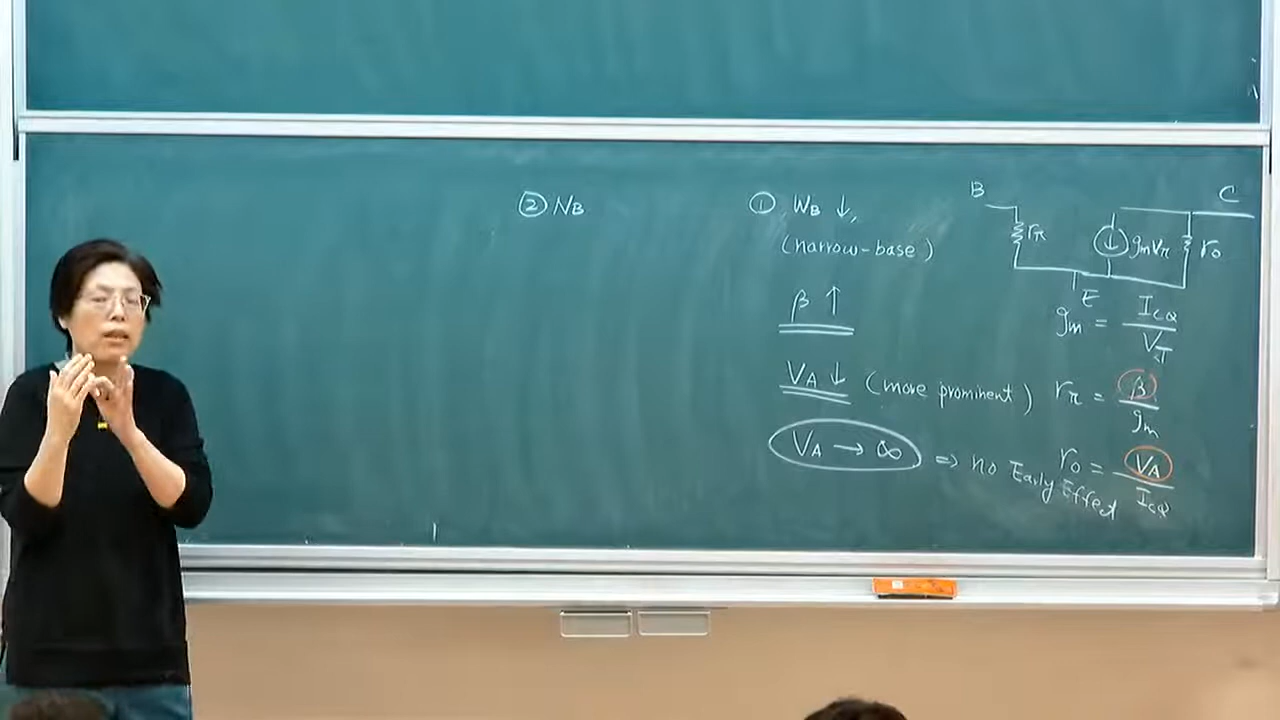 ② NB
① WB ↓,
(narrow-base)
β ↑
VA ↓ (more prominent)
VA → ∞ ⇒ no Early Effect
B
C
rπ
gmvπ
ro
E
gm = ICQ / VT
rπ = β / gm
ro = VA / ICQ